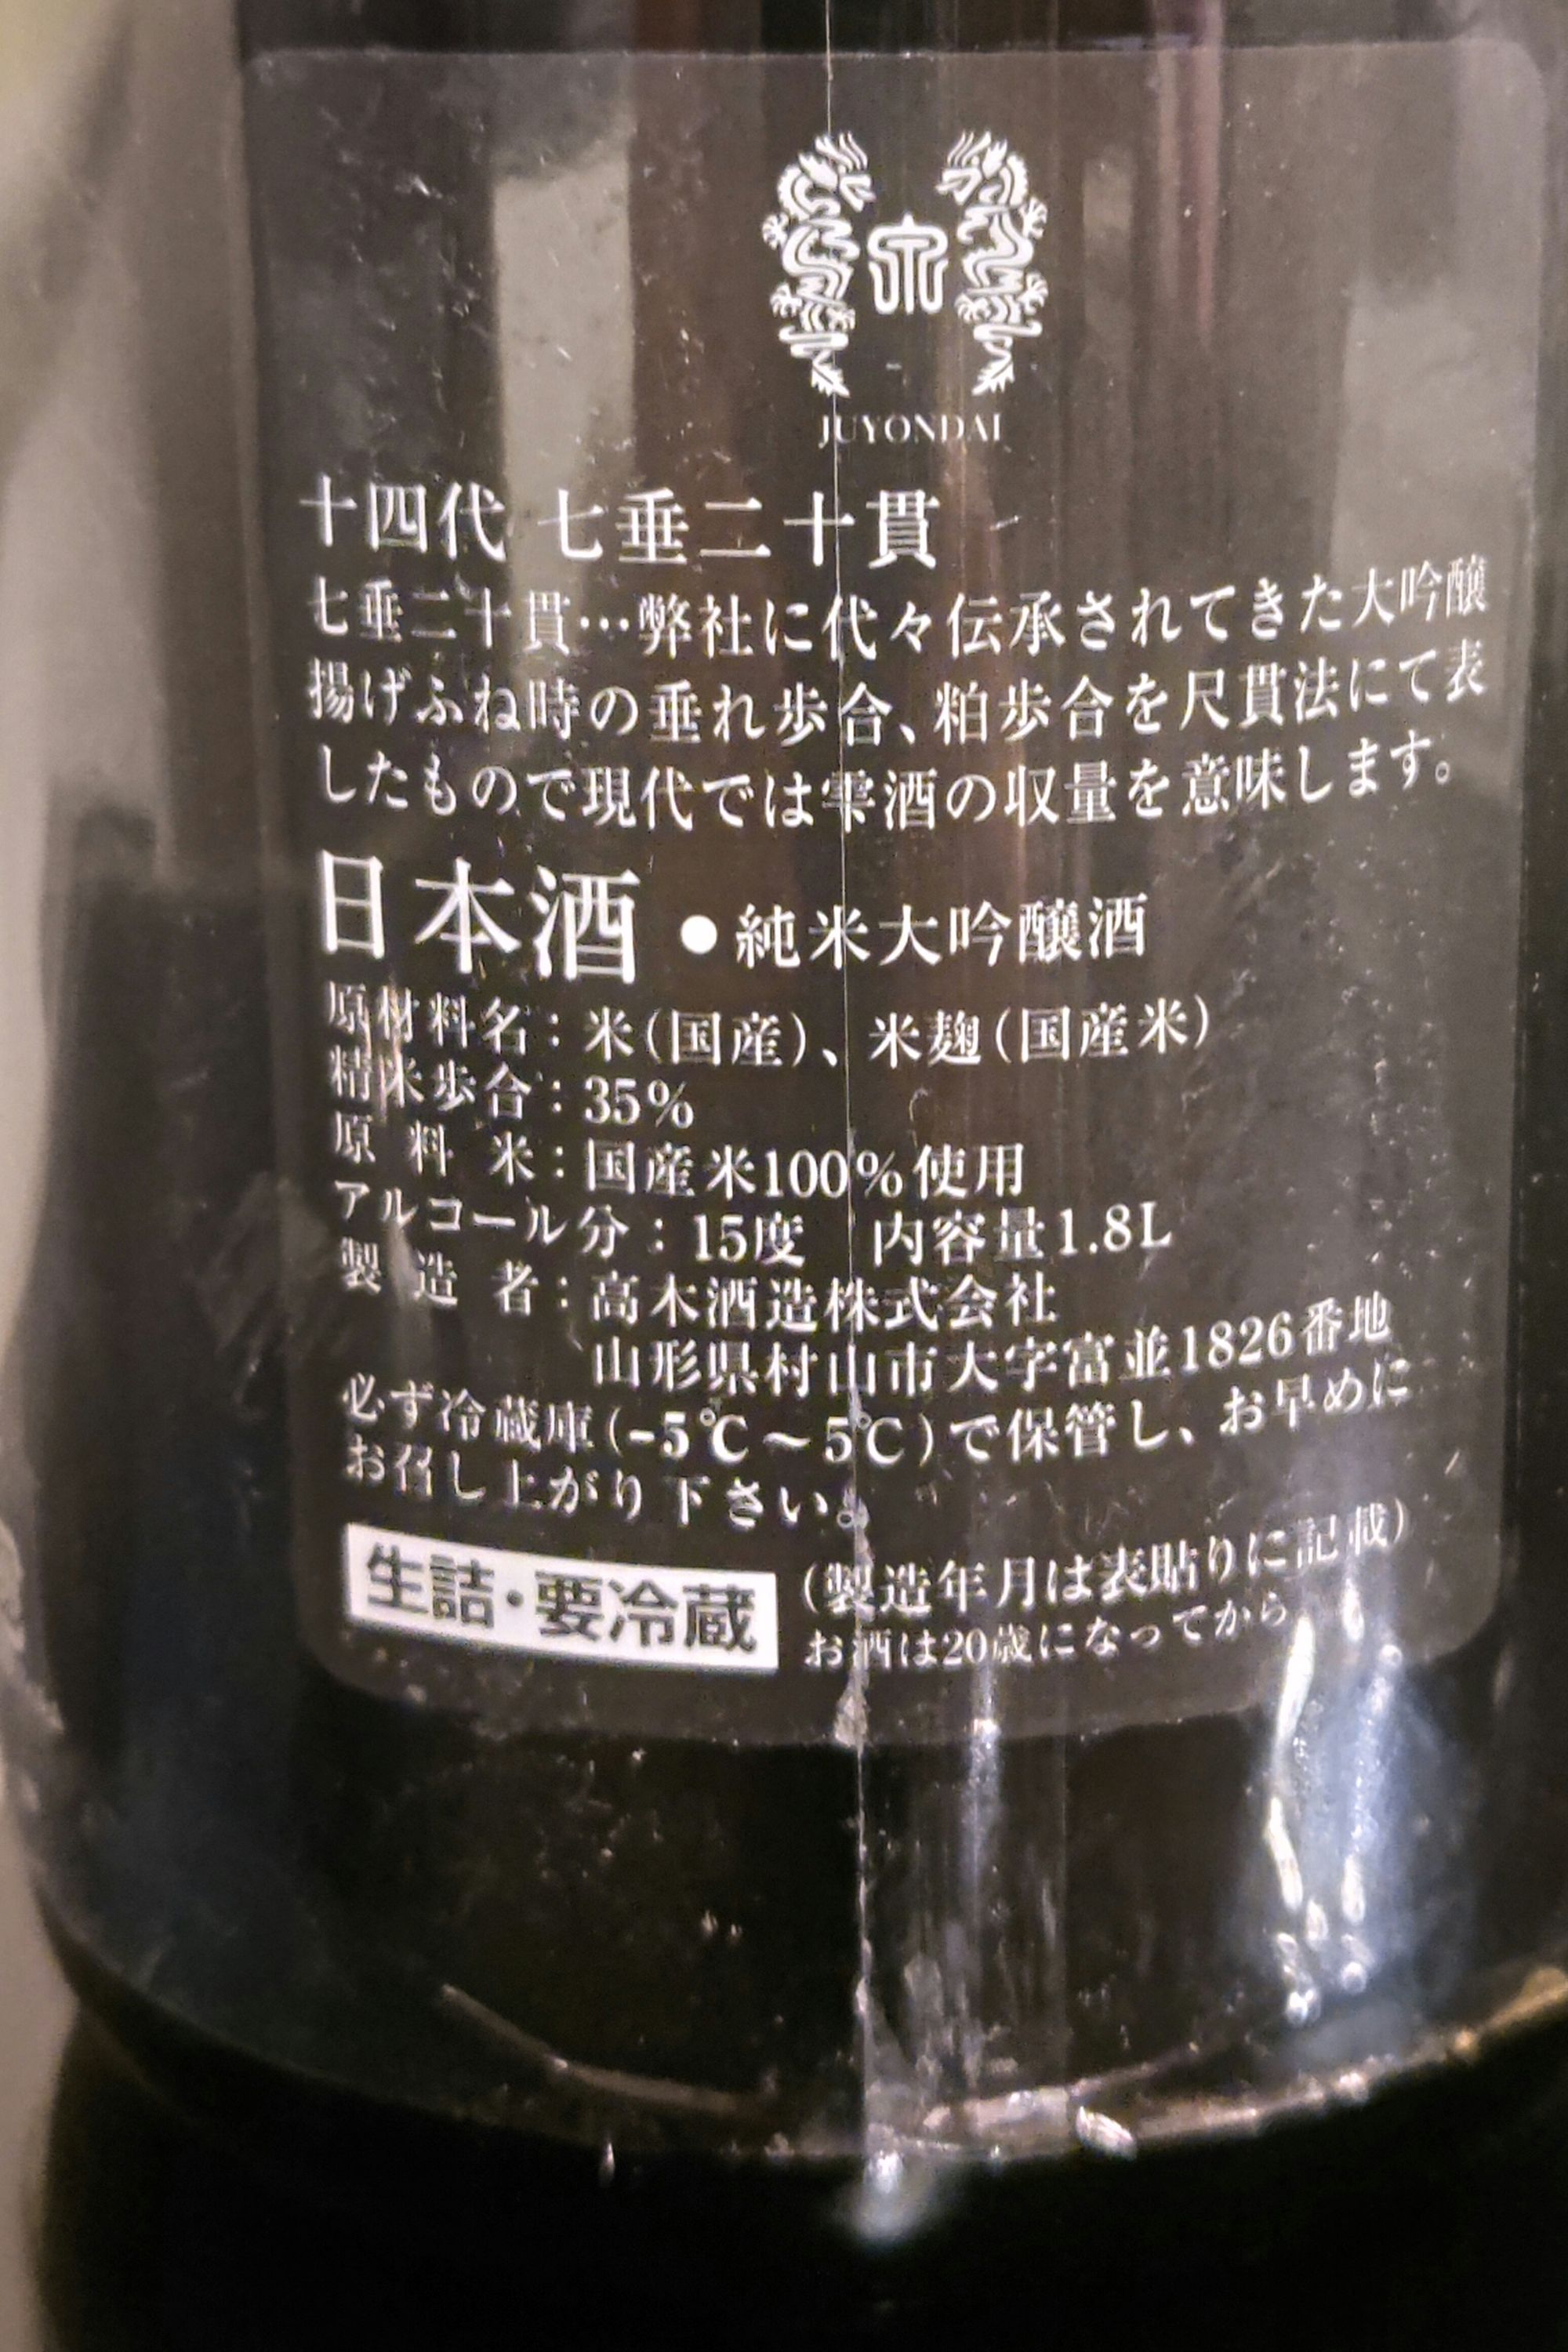 JUYONDAI
十四代 七垂二十貫
七垂二十貫…弊社に代々伝承されてきた大吟醸
揚げふね時の垂れ歩合、粕歩合を尺貫法にて表
したもので現代では雫酒の収量を意味します。
日本酒 ●純米大吟醸酒
原材料名：米(国産)、米麹(国産米)
精米歩合：35%
原料米：国産米100%使用
アルコール分：15度 内容量1.8L
製造者：高木酒造株式会社
山形県村山市大字富並1826番地
必ず冷蔵庫(-5℃～5℃)で保管し、お早めに
お召し上がり下さい。
生詰・要冷蔵
(製造年月は表貼りに記載)
お酒は20歳になってから